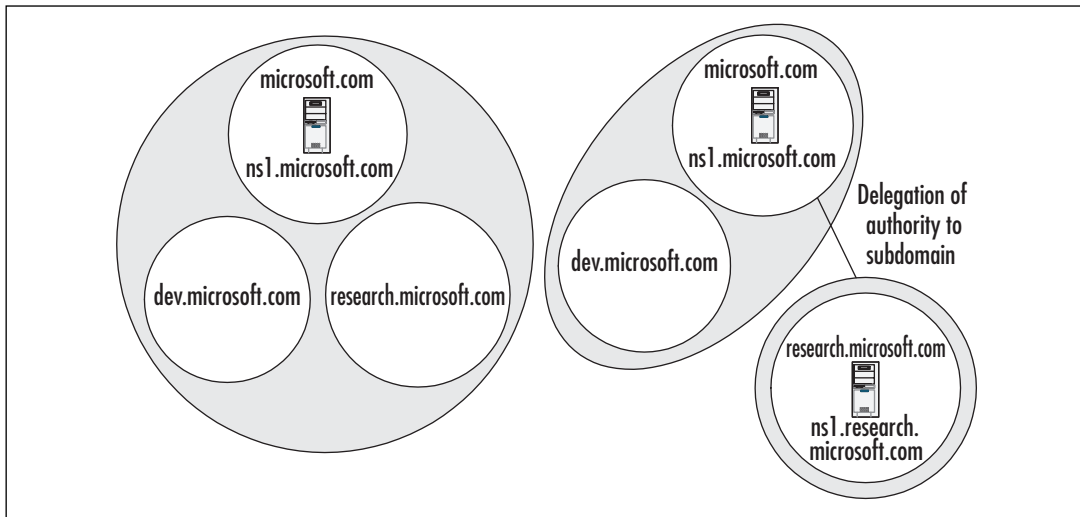 microsoft.com
ns1.microsoft.com
dev.microsoft.com
research.microsoft.com
microsoft.com
ns1.microsoft.com
dev.microsoft.com
Delegation of
authority to
subdomain
research.microsoft.com
ns1.research.
microsoft.com